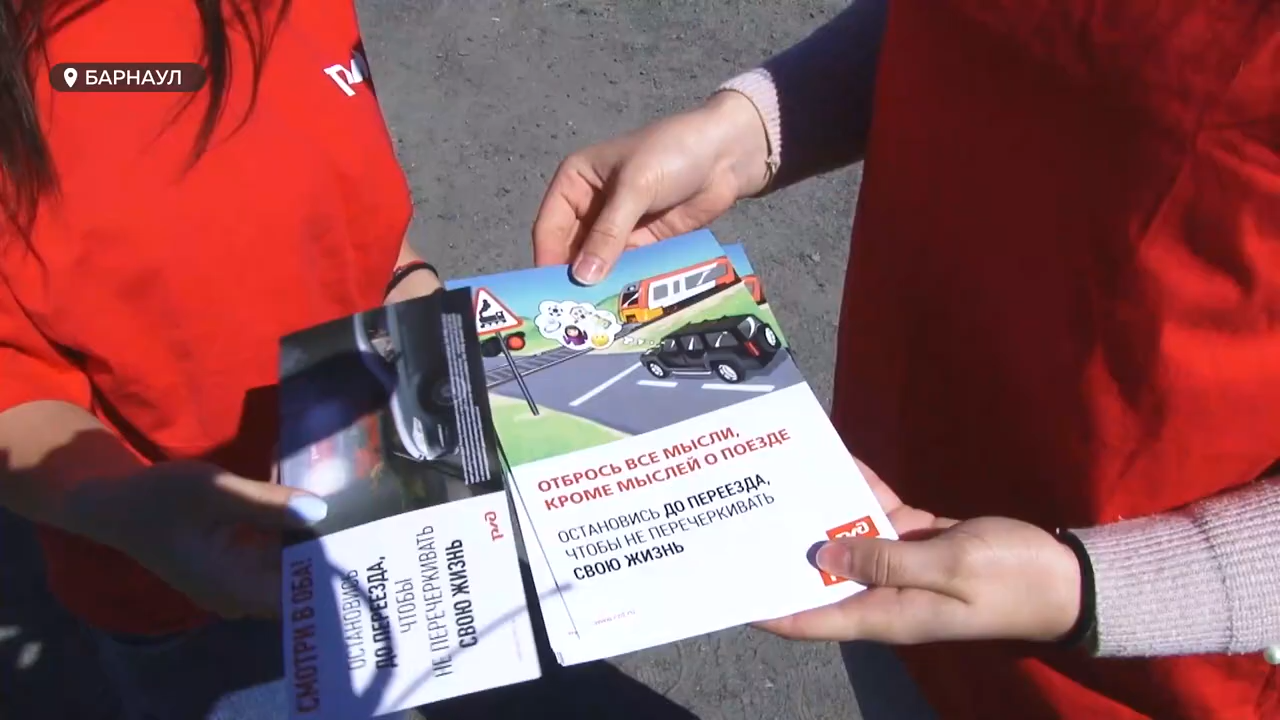 БАРНАУЛ
ОТБРОСЬ ВСЕ МЫСЛИ,
КРОМЕ МЫСЛЕЙ О ПОЕЗДЕ
ОСТАНОВИСЬ ДО ПЕРЕЕЗДА,
ЧТОБЫ НЕ ПЕРЕЧЕРКИВАТЬ
СВОЮ ЖИЗНЬ
СМОТРИ В ОБА!
ОСТАНОВИСЬ
ДО ПЕРЕЕЗДА,
ЧТОБЫ
НЕ ПЕРЕЧЕРКИВАТЬ
СВОЮ ЖИЗНЬ